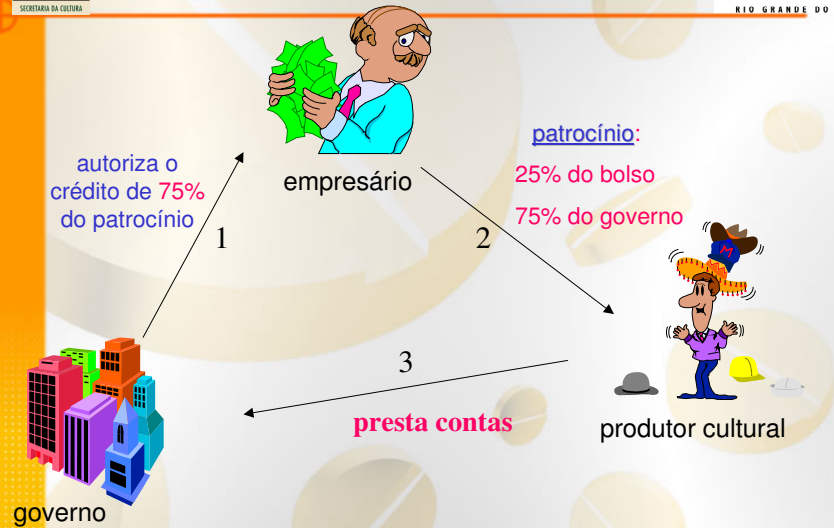 SECRETARIA DA CULTURA
RIO GRANDE DO
patrocínio:
25% do bolso
75% do governo
autoriza o
crédito de 75%
do patrocínio
empresário
1
2
M
3
presta contas
produtor cultural
governo